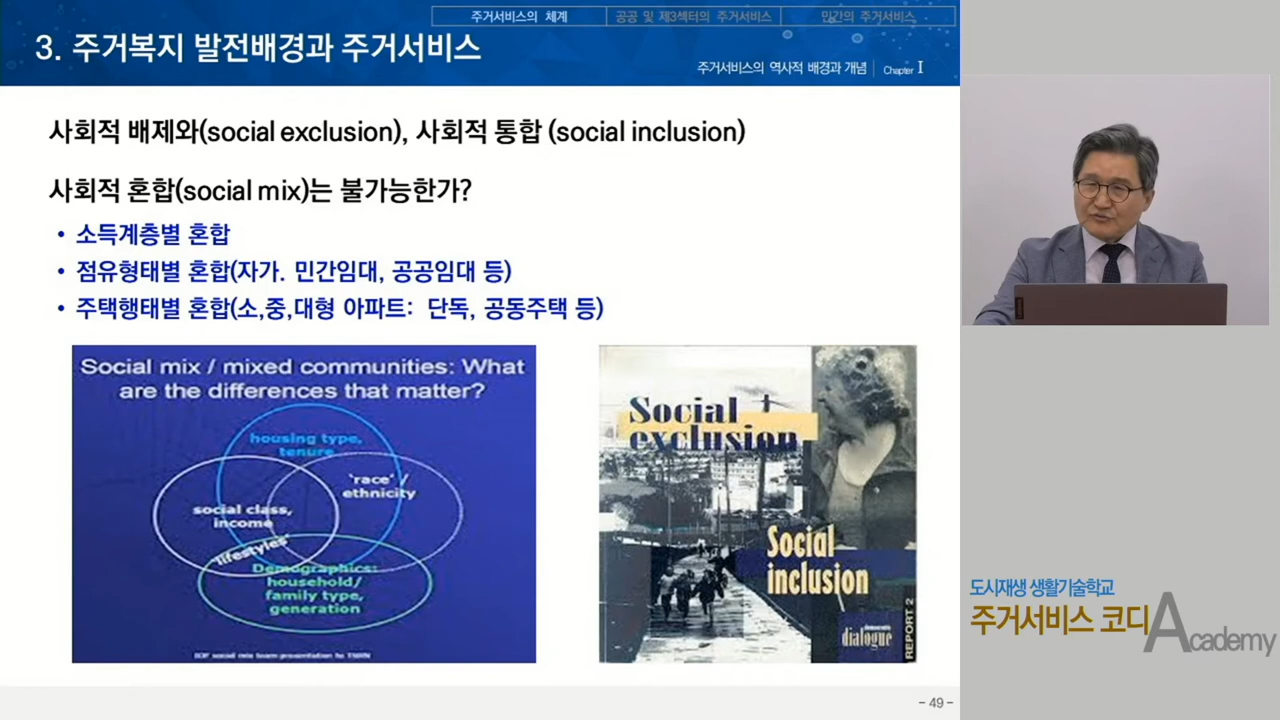 주거서비스의 체계
공공 및 제3섹터의 주거서비스
민간의 주거서비스
3. 주거복지 발전배경과 주거서비스
주거서비스의 역사적 배경과 개념 Chapter I
사회적 배제와(social exclusion), 사회적 통합 (social inclusion)
사회적 혼합(social mix)는 불가능한가?
• 소득계층별 혼합
• 점유형태별 혼합(자가. 민간임대, 공공임대 등)
• 주택행태별 혼합(소,중,대형 아파트: 단독, 공동주택 등)
Social mix / mixed communities: What
are the differences that matter?
housing type,
tenure
'race' /
ethnicity
social class,
income
'lifestyles'
Demographics:
household/
family type,
generation
social mix team presentation to
Social
exclusion
Social
inclusion
democratic
dialogue
REPORT 2
도시재생 생활기술학교
주거서비스 코디
Academy
- 49 -